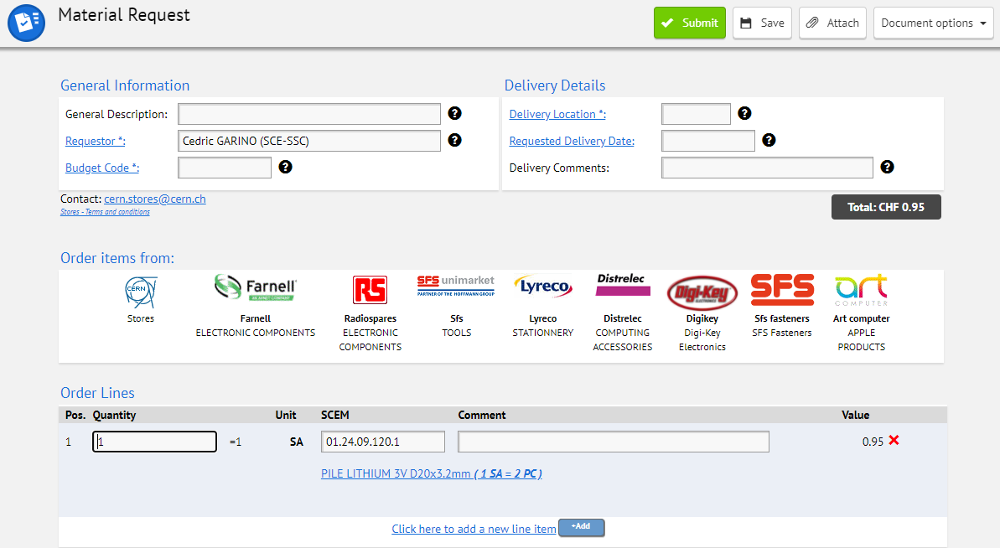 Material Request
Submit
Save
Attach
Document options
General Information
General Description:
Requestor *:
Cedric GARINO (SCE-SSC)
Budget Code *:
Delivery Details
Delivery Location *:
Requested Delivery Date:
Delivery Comments:
Contact: cern.stores@cern.ch
Stores - Terms and conditions
Total: CHF 0.95
Order items from:
CERN
Stores
Farnell
AN AVNET COMPANY
Farnell
ELECTRONIC COMPONENTS
RS
Radiospares
ELECTRONIC
COMPONENTS
SFS unimarket
PARTNER OF THE HOFFMANN GROUP
Sfs
TOOLS
Lyreco
Lyreco
STATIONNERY
Distrelec
Distrelec
COMPUTING
ACCESSORIES
Digi-Key
ELECTRONICS
Digikey
Digi-Key
Electronics
SFS
Sfs fasteners
SFS Fasteners
art
COMPUTER
Art computer
APPLE
PRODUCTS
Order Lines
Pos. Quantity Unit SCEM Comment Value
1 1 =1 SA 01.24.09.120.1 0.95
PILE LITHIUM 3V D20x3.2mm ( 1 SA = 2 PC )
Click here to add a new line item +Add